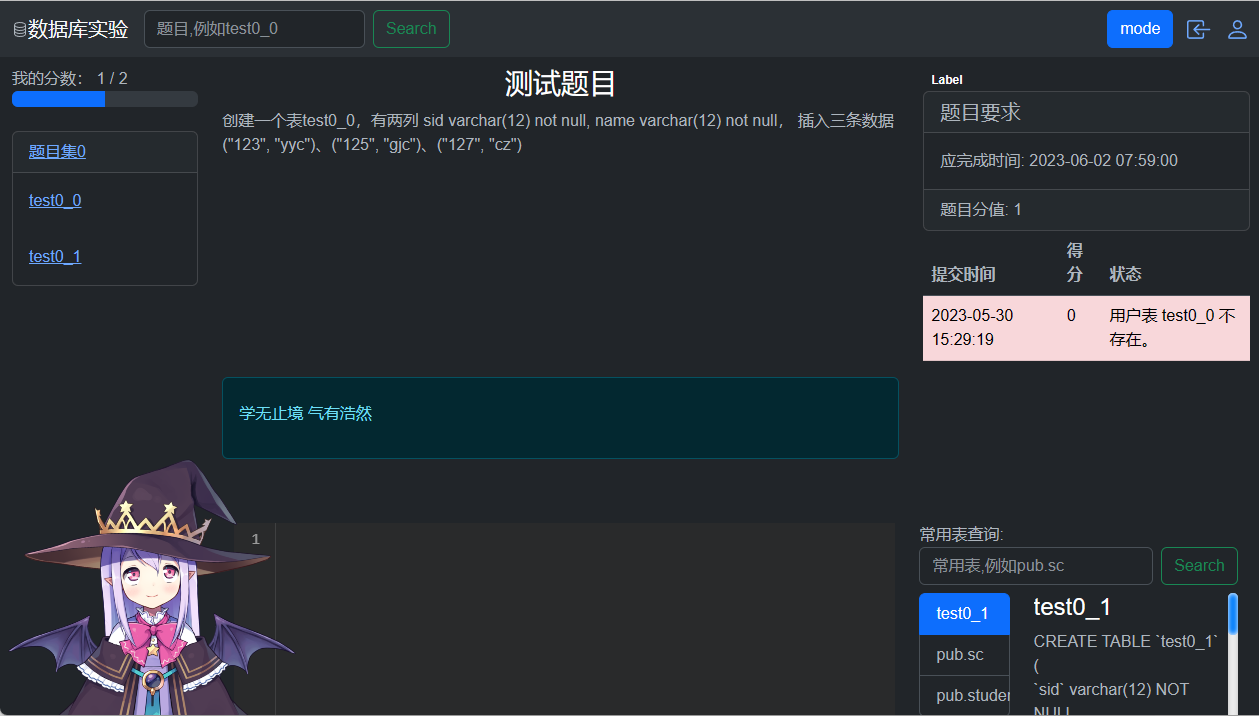 数据库实验
题目,例如test0_0
Search
mode
我的分数： 1 / 2
题目集0
test0_0
test0_1
测试题目
创建一个表test0_0，有两列 sid varchar(12) not null, name varchar(12) not null， 插入三条数据
("123", "yyc")、("125", "gjc")、("127", "cz")
学无止境 气有浩然
1
Label
题目要求
应完成时间: 2023-06-02 07:59:00
题目分值: 1
提交时间
得
分
状态
2023-05-30
15:29:19
0
用户表 test0_0 不
存在。
常用表查询:
常用表,例如pub.sc
Search
test0_1
pub.sc
pub.studen
test0_1
CREATE TABLE `test0_1`
(
`sid` varchar(12) NOT
NULL